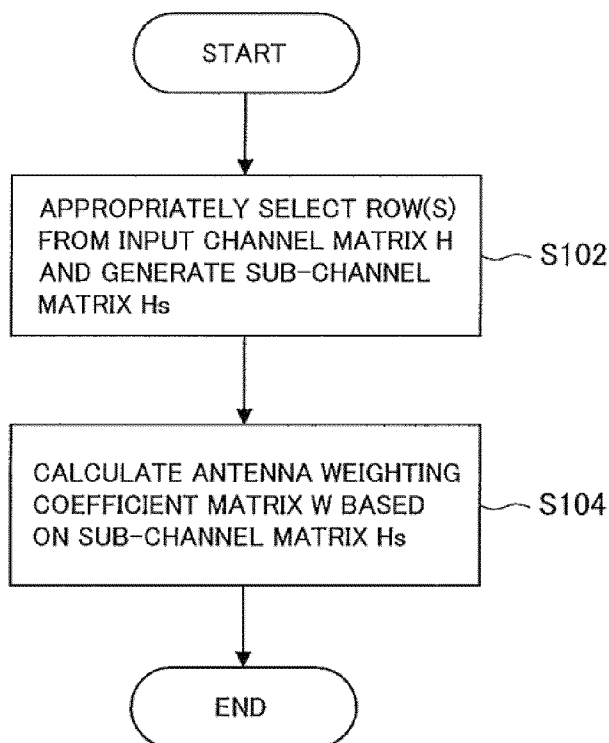 START
APPROPRIATELY SELECT ROW(S)
FROM INPUT CHANNEL MATRIX H
AND GENERATE SUB-CHANNEL
MATRIX Hs
S102
CALCULATE ANTENNA WEIGHTING
COEFFICIENT MATRIX W BASED
ON SUB-CHANNEL MATRIX Hs
S104
END